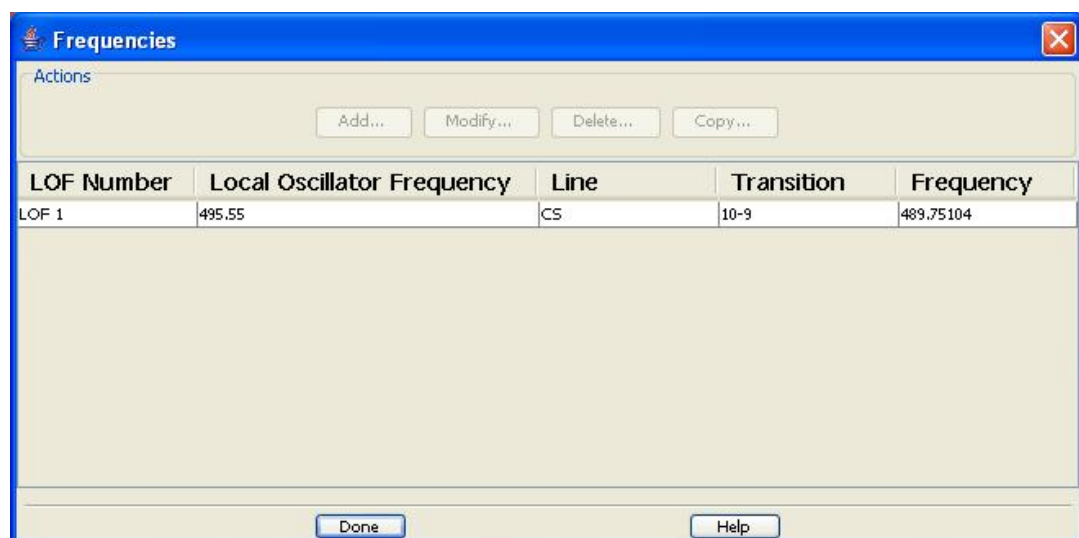 Frequencies
Actions
Add... Modify... Delete... Copy...
LOF Number Local Oscillator Frequency Line Transition Frequency
LOF 1 495.55 CS 10-9 489.75104
Done Help